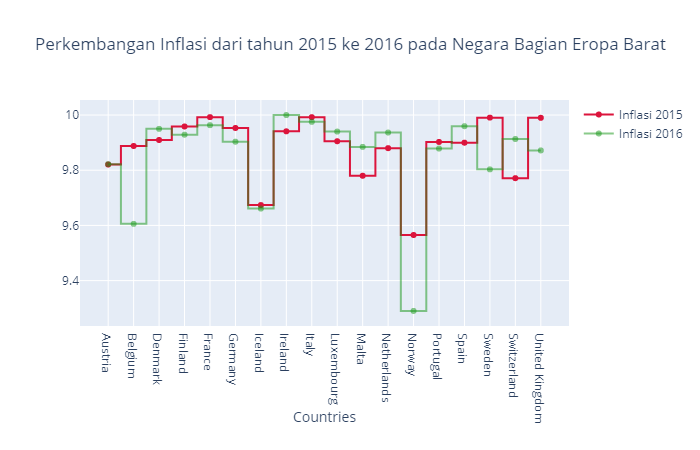 Perkembangan Inflasi dari tahun 2015 ke 2016 pada Negara Bagian Eropa Barat
Inflasi 2015
Inflasi 2016
10
9.8
9.6
9.4
Austria
Belgium
Denmark
Finland
France
Germany
Iceland
Ireland
Italy
Luxembourg
Malta
Netherlands
Norway
Portugal
Spain
Sweden
Switzerland
United Kingdom
Countries